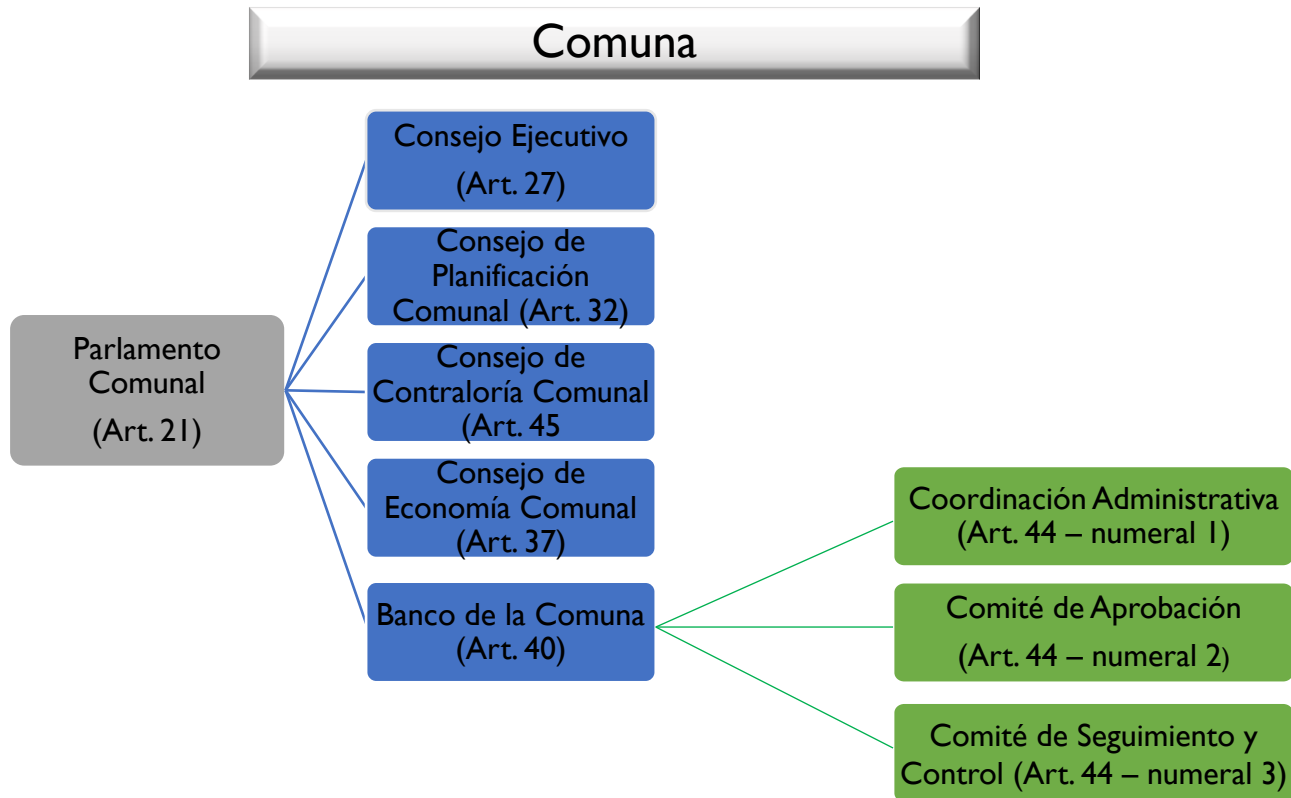 Comuna
Consejo Ejecutivo
(Art. 27)
Consejo de
Planificación
Comunal (Art. 32)
Parlamento
Comunal
(Art. 21)
Consejo de
Contraloría Comunal
(Art. 45
Consejo de
Economía Comunal
(Art. 37)
Banco de la Comuna
(Art. 40)
Coordinación Administrativa
(Art. 44 – numeral 1)
Comité de Aprobación
(Art. 44 – numeral 2)
Comité de Seguimiento y
Control (Art. 44 – numeral 3)